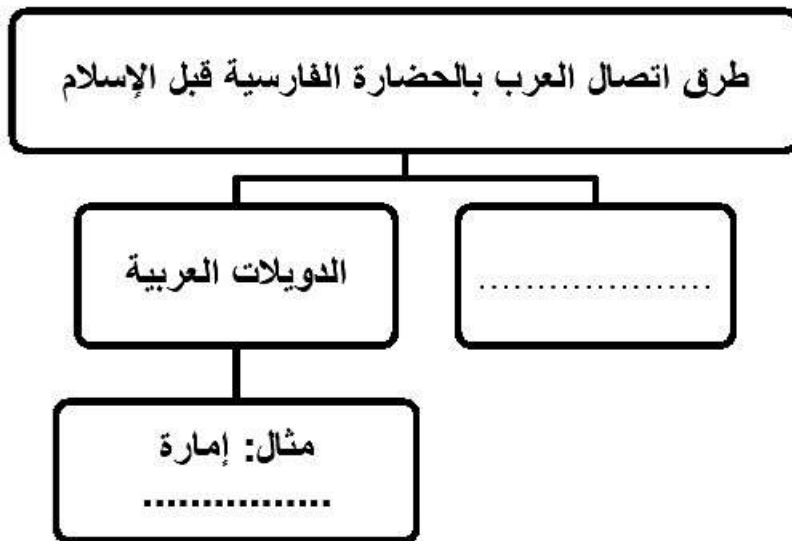 طرق اتصال العرب بالحضارة الفارسية قبل الإسلام
....................
الدويلات العربية
مثال: إمارة
................